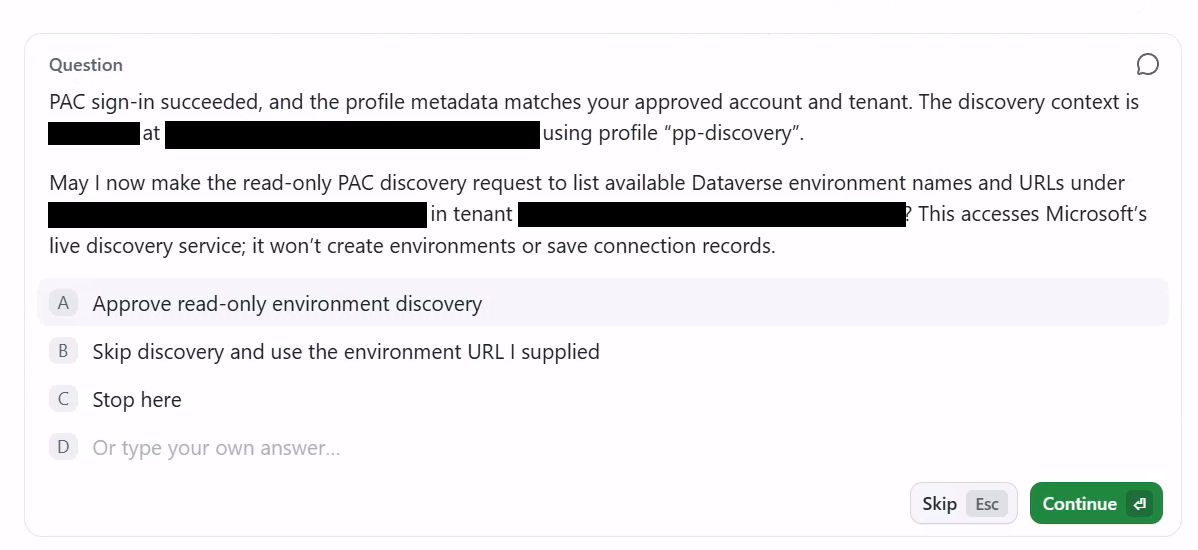 Question
PAC sign-in succeeded, and the profile metadata matches your approved account and tenant. The discovery context is
at using profile “pp-discovery”.
May I now make the read-only PAC discovery request to list available Dataverse environment names and URLs under
in tenant ? This accesses Microsoft’s
live discovery service; it won’t create environments or save connection records.
A Approve read-only environment discovery
B Skip discovery and use the environment URL I supplied
C Stop here
D Or type your own answer...
Skip Esc Continue